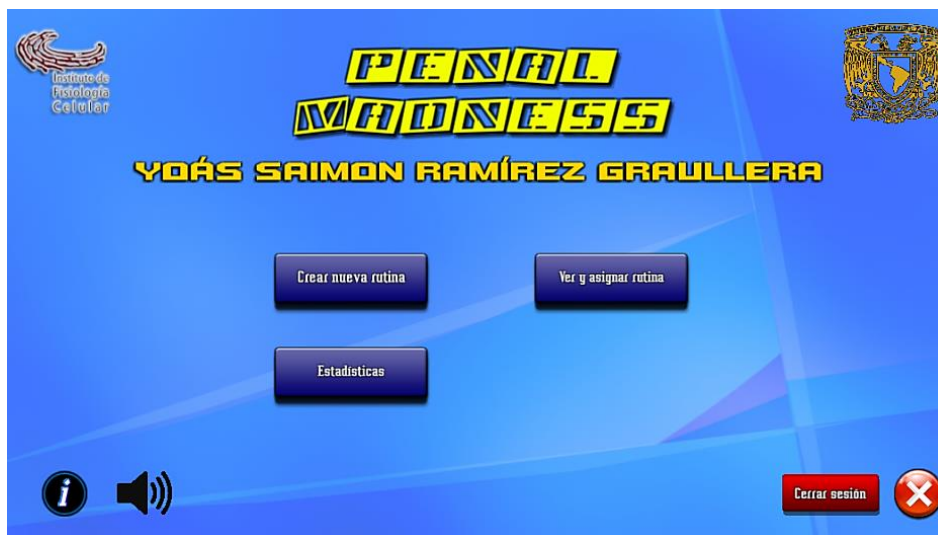 Instituto de
Fisiología
Celular
PENAL
MADNESS
YOÁS SAIMON RAMÍREZ GRAULLERA
Crear nueva rutina
Ver y asignar rutina
Estadísticas
i
Cerrar sesión